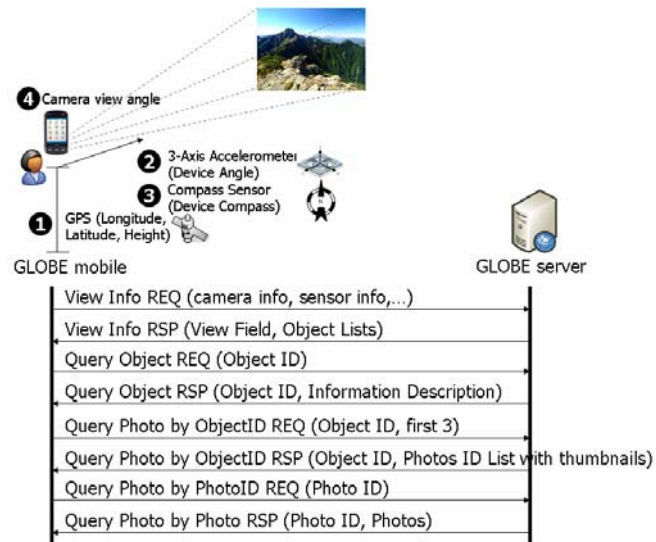 4 Camera view angle
2 3-Axis Accelerometer
(Device Angle)
3 Compass Sensor
(Device Compass)
1 GPS (Longitude,
Latitude, Height)
GLOBE mobile
GLOBE server
View Info REQ (camera info, sensor info,...)
View Info RSP (View Field, Object Lists)
Query Object REQ (Object ID)
Query Object RSP (Object ID, Information Description)
Query Photo by ObjectID REQ (Object ID, first 3)
Query Photo by ObjectID RSP (Object ID, Photos ID List with thumbnails)
Query Photo by PhotoID REQ (Photo ID)
Query Photo by Photo RSP (Photo ID, Photos)